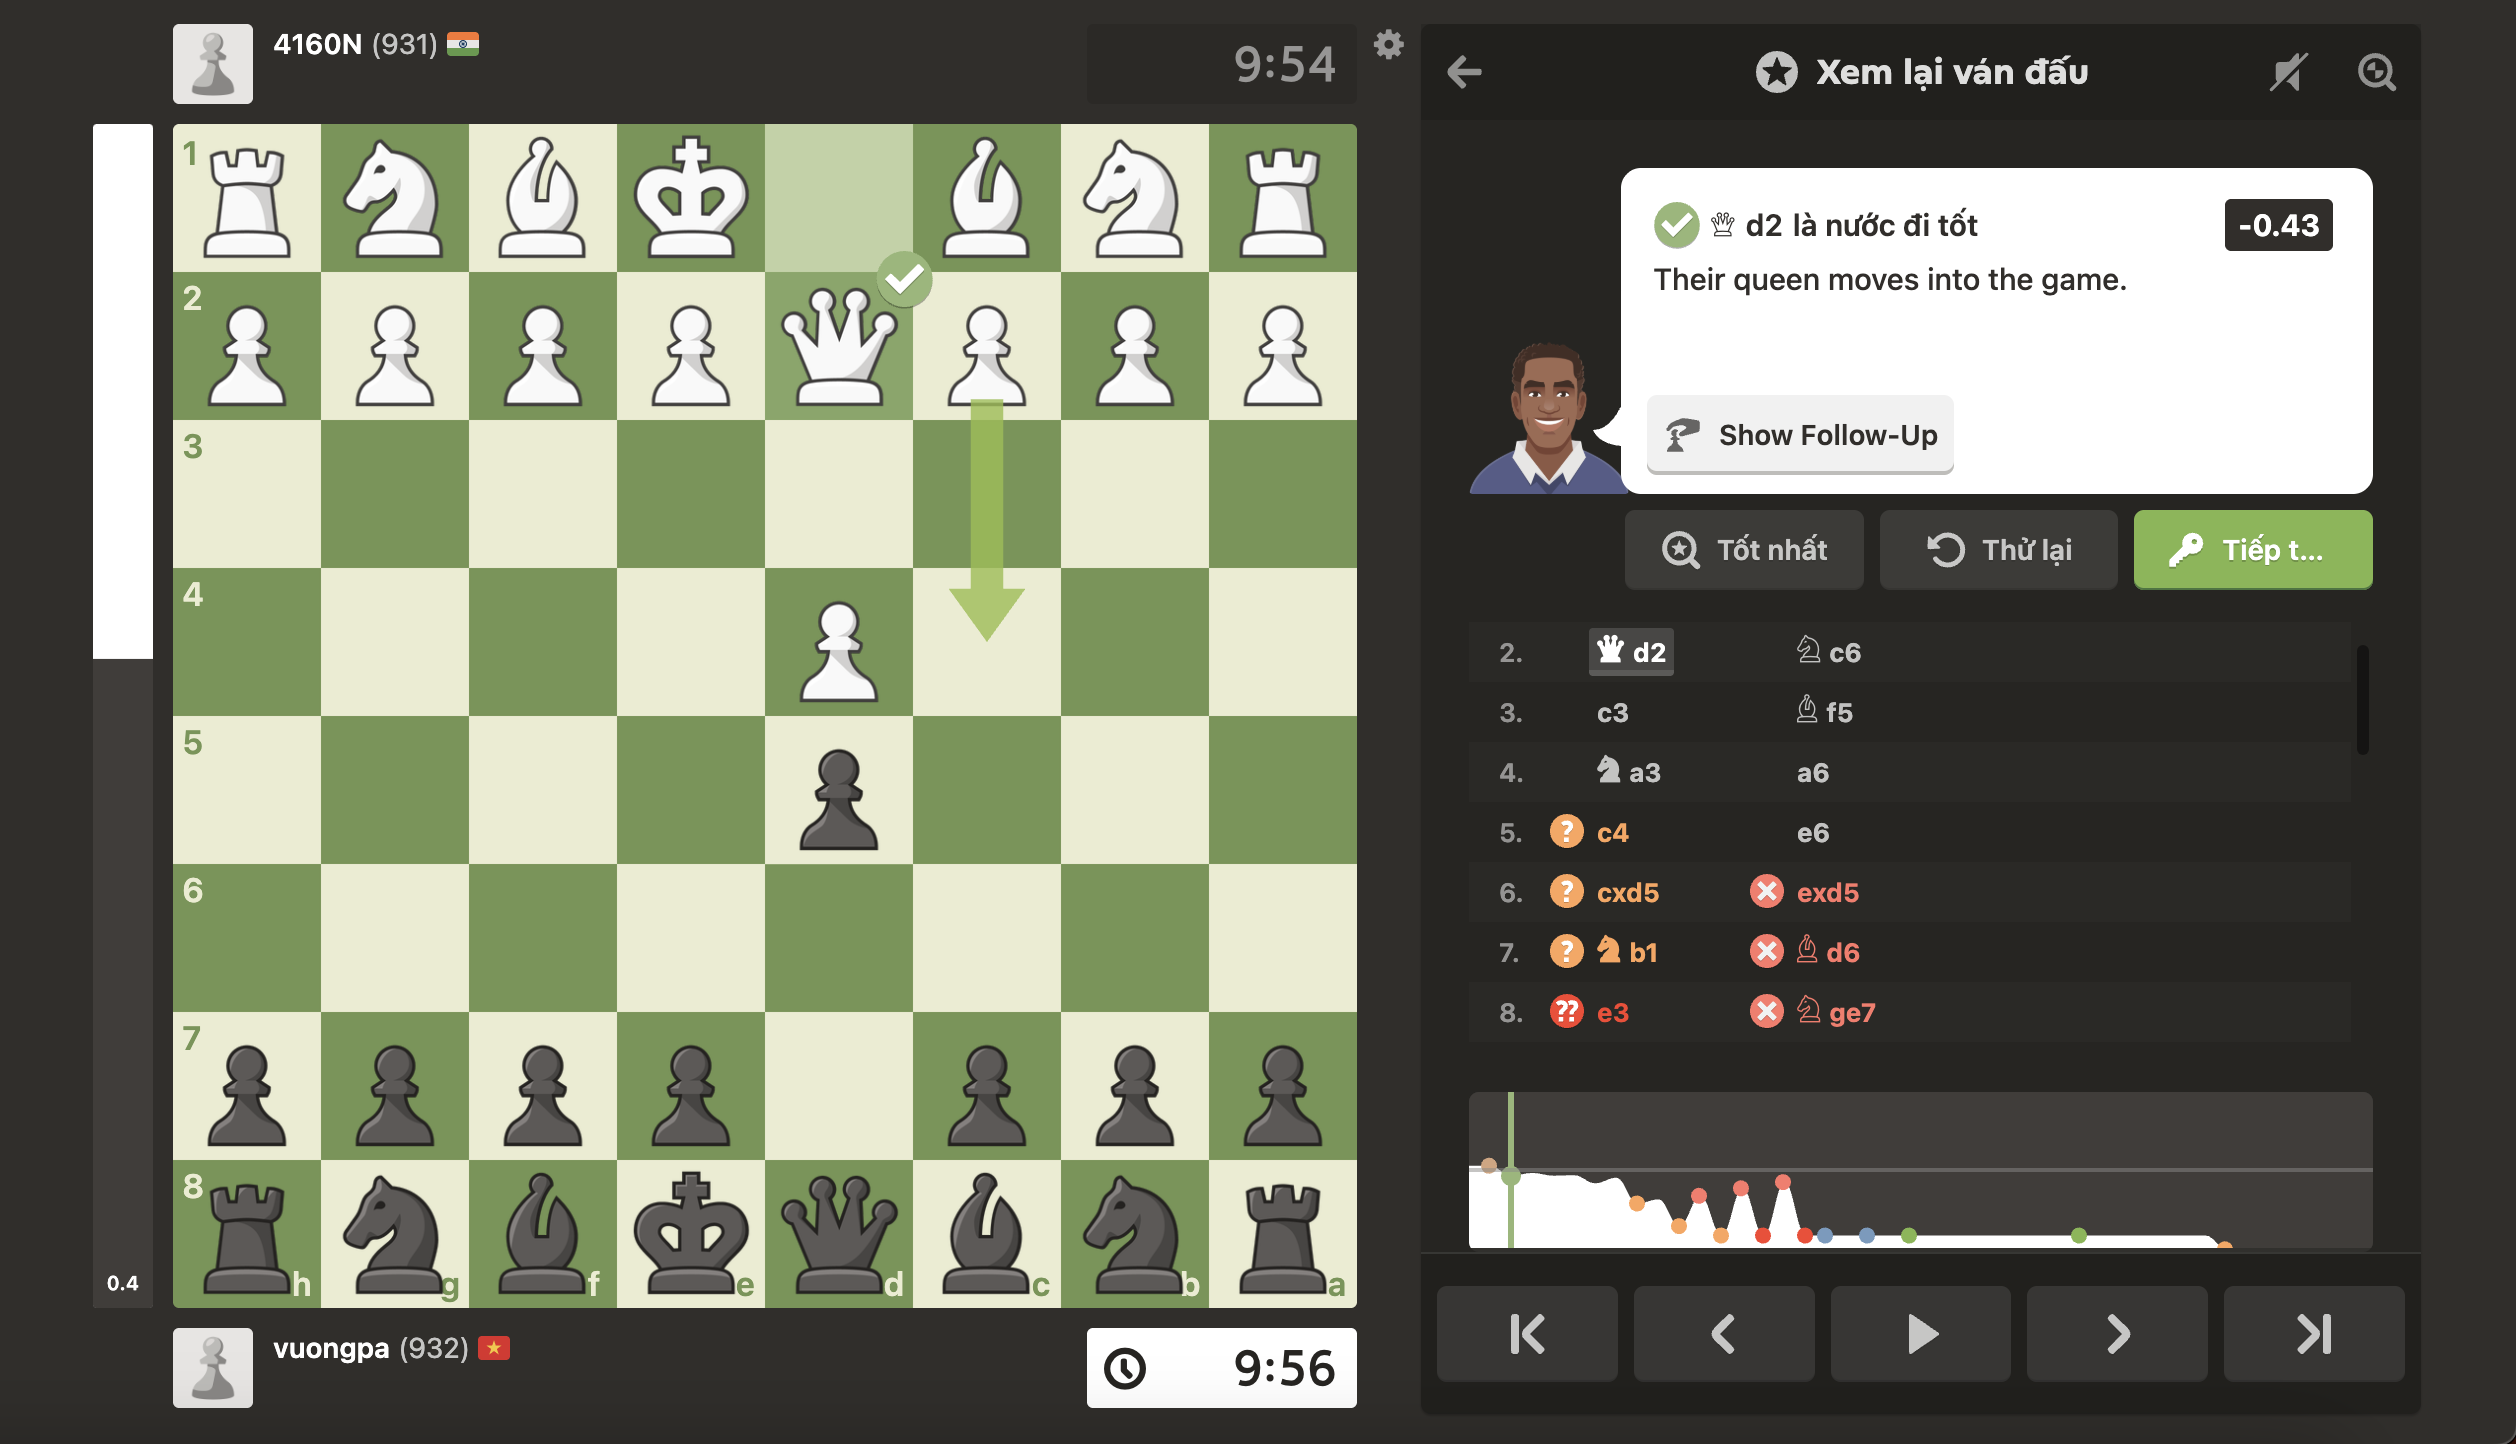 4160N (931)
9:54
1
2
3
4
5
6
7
8
h g f e d c b a
0.4
vuongpa (932)
9:56
Xem lại ván đấu
d2 là nước đi tốt
-0.43
Their queen moves into the game.
Show Follow-Up
Tốt nhất
Thử lại
Tiếp t...
2. d2 c6
3. c3 f5
4. a3 a6
5. ? c4 e6
6. ? cxd5 exd5
7. ? b1 d6
8. ?? e3 ge7